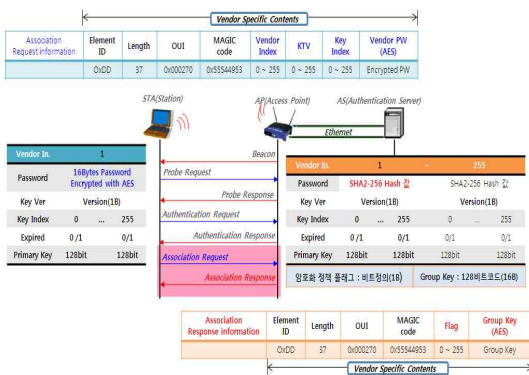 Vendor Specific Contents
Association Request information Element ID Length OUI MAGIC code Vendor Index KTV Key Index Vendor PW (AES)
OxDD 37 0x000270 0x55544953 0 ~ 255 0 ~ 255 0 ~ 255 Encrypted PW
STA(Station) AP(Access Point) AS(Authentication Server)
Ethernet
Beacon
Probe Request
Probe Response
Authentication Request
Authentication Response
Association Request
Association Response
Vendor In. 1
Password 16Bytes Password Encrypted with AES
Key Ver Version(1B)
Key Index 0 ... 255
Expired 0/1 0/1
Primary Key 128bit 128bit
Vendor In. 1 ~ 255
Password SHA2-256 Hash 값 SHA2-256 Hash 값
Key Ver Version(1B) Version(1B)
Key Index 0 ... 255 0 ... 255
Expired 0/1 0/1 0/1 0/1
Primary Key 128bit 128bit 128bit 128bit
암호화 정책 플래그 : 비트정의(1B) Group Key : 128비트코드(16B)
Association Response information Element ID Length OUI MAGIC code Flag Group Key (AES)
OxDD 37 0x000270 0x55544953 0 ~ 255 Group Key
Vendor Specific Contents